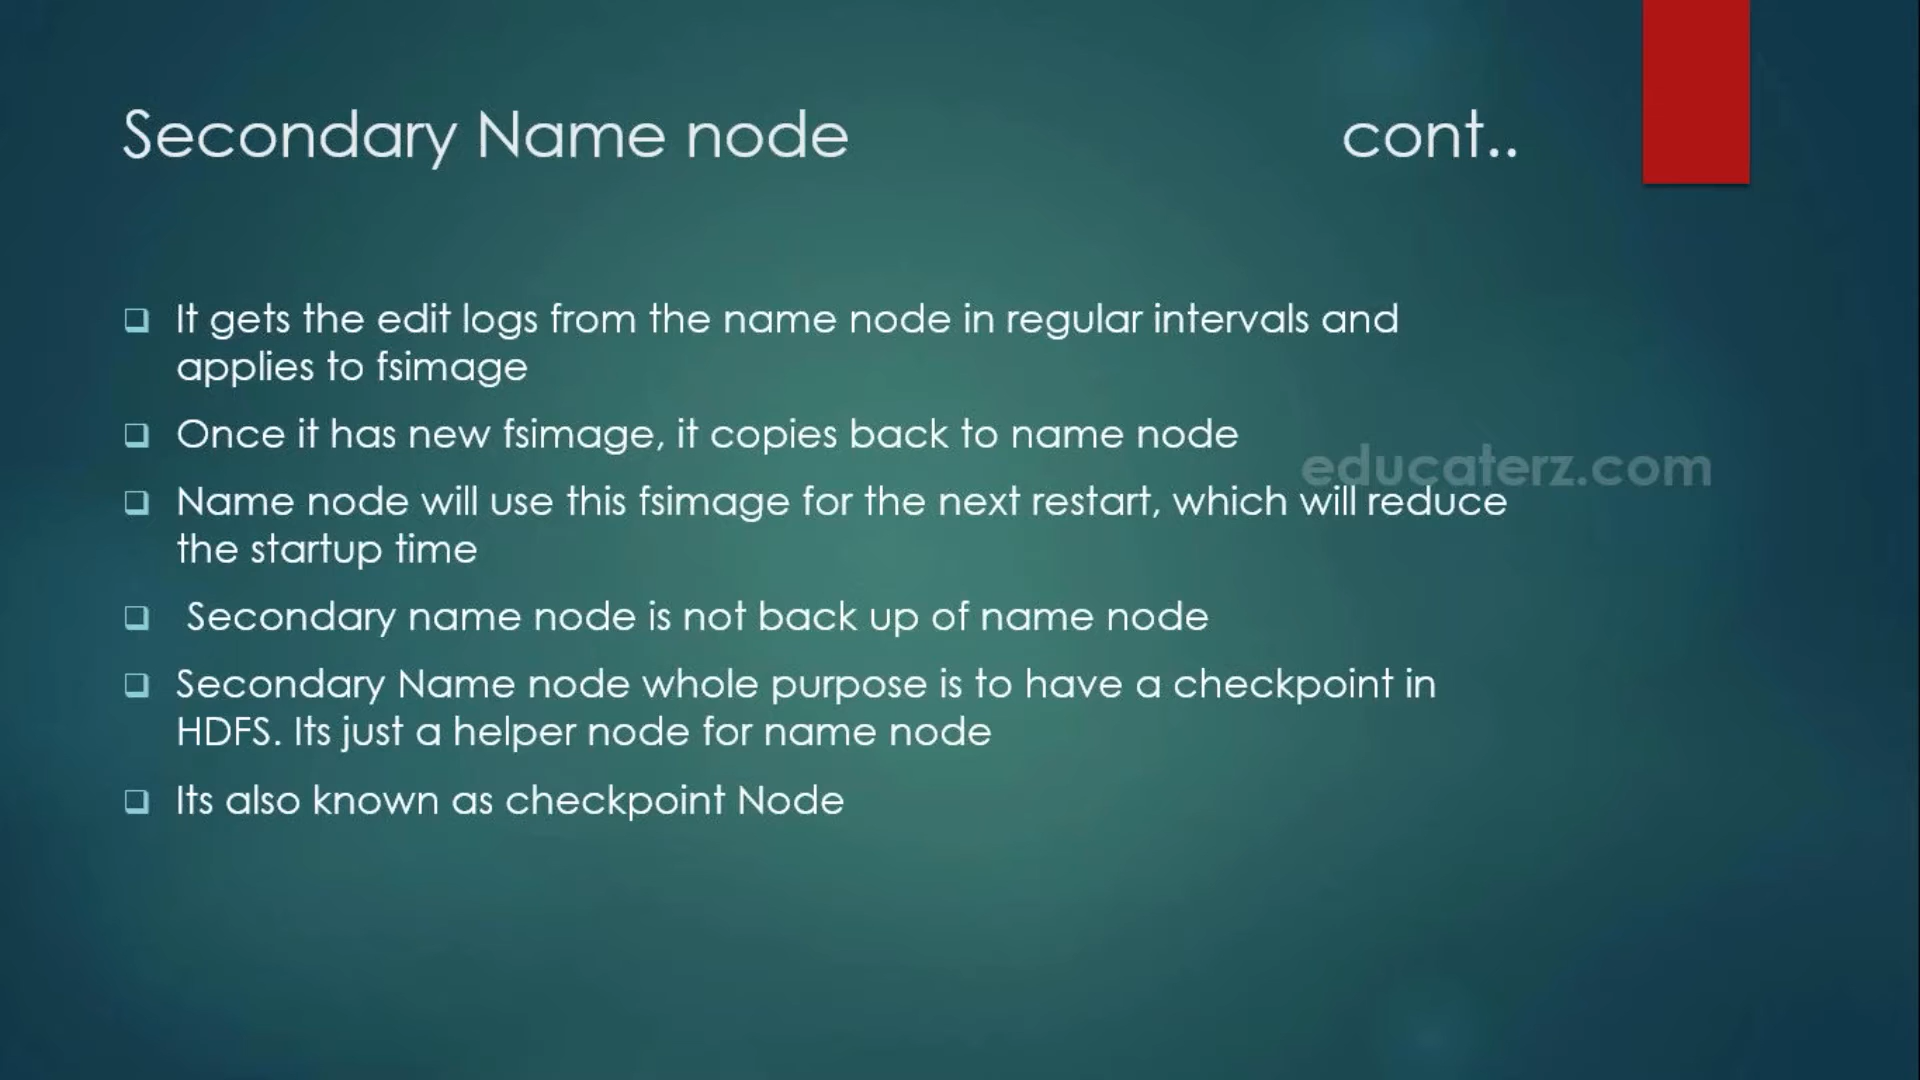 Secondary Name node cont..
It gets the edit logs from the name node in regular intervals and
applies to fsimage
Once it has new fsimage, it copies back to name node
educaterz.com
Name node will use this fsimage for the next restart, which will reduce
the startup time
Secondary name node is not back up of name node
Secondary Name node whole purpose is to have a checkpoint in
HDFS. Its just a helper node for name node
Its also known as checkpoint Node